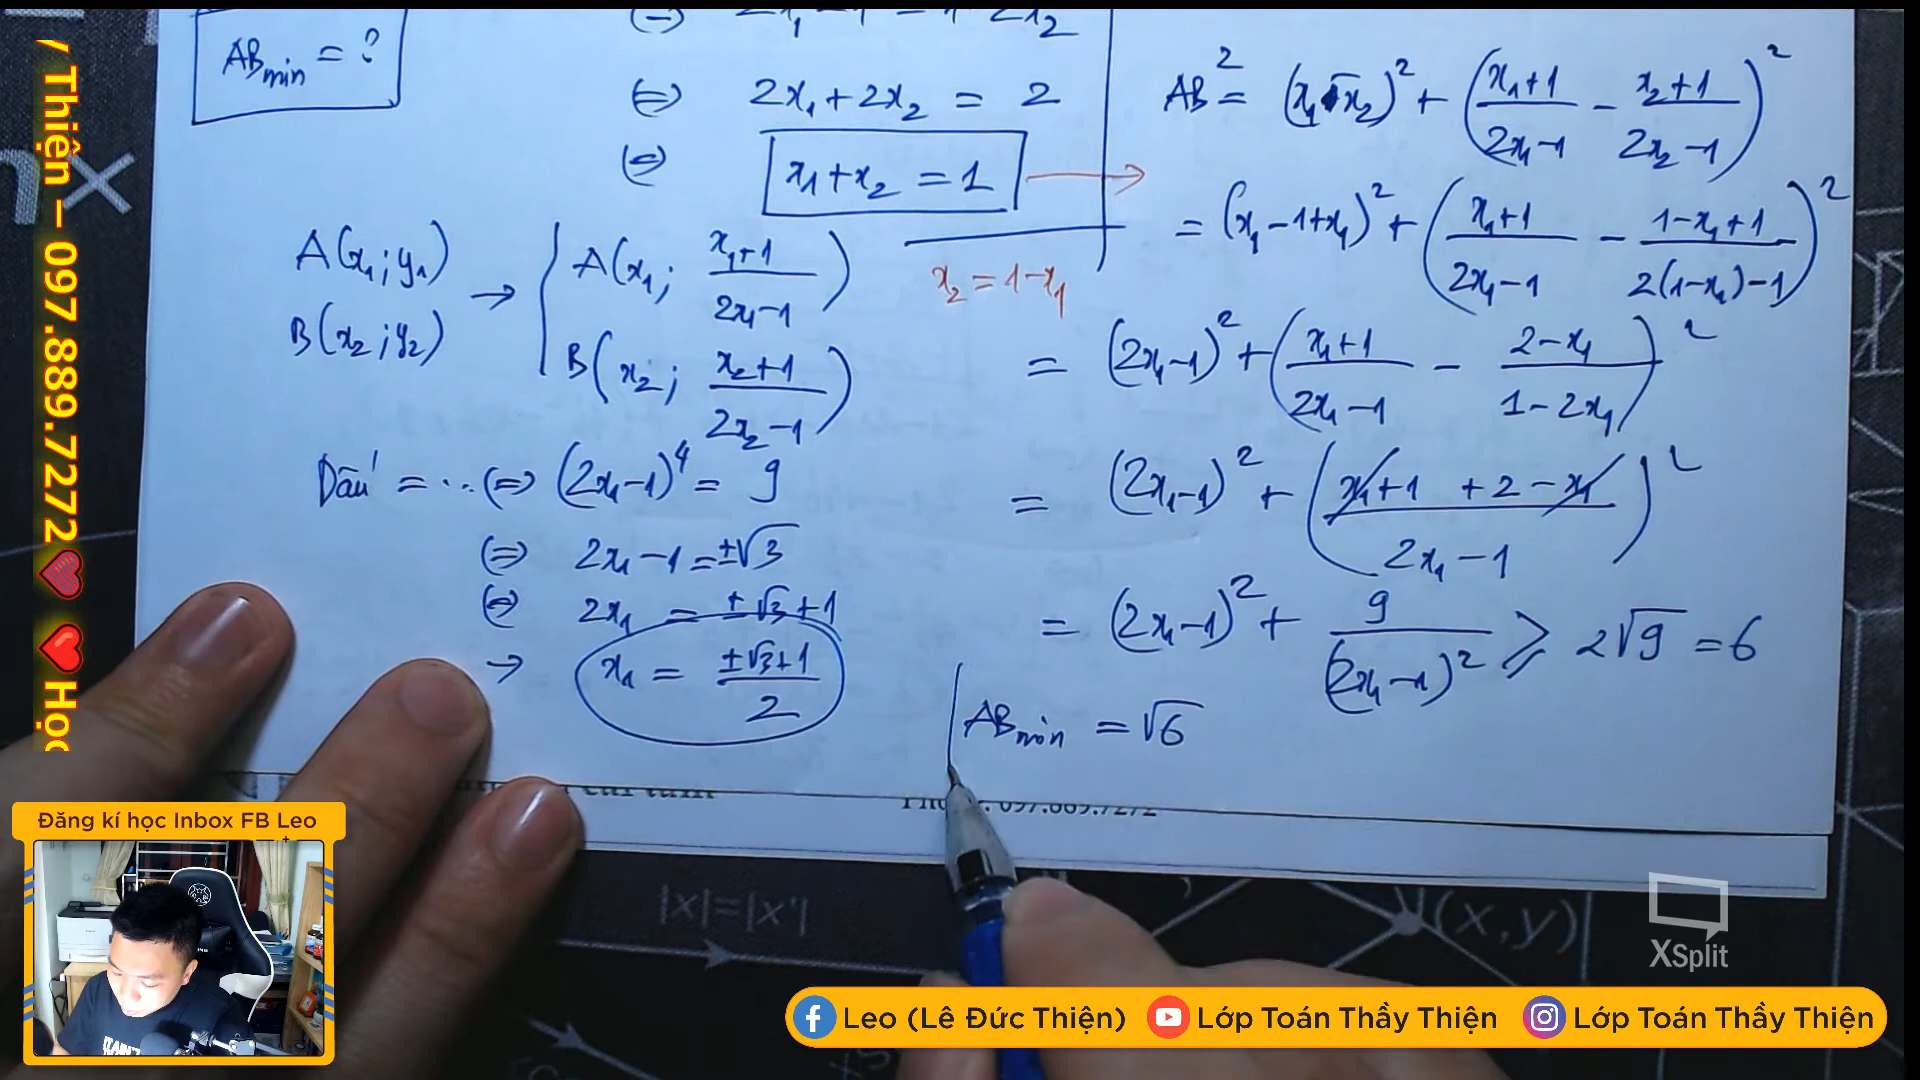 AB min = ?
⇔ 2x₁ + 2x₂ = 2
⇔ x₁ + x₂ = 1
A(x₁; y₁)
B(x₂; y₂)
→ { A(x₁; (x₁+1)/(2x₁-1))
B(x₂; (x₂+1)/(2x₂-1))
x₂ = 1 - x₁
Dấu = ... ⇔ (2x₁-1)⁴ = 9
⇔ 2x₁ - 1 = ±√3
⇔ 2x₁ = ±√3 + 1
→ x₁ = (±√3+1)/2
AB² = (x₁-x₂)² + ((x₁+1)/(2x₁-1) - (x₂+1)/(2x₂-1))²
= (x₁-1+x₁)² + ((x₁+1)/(2x₁-1) - (1-x₁+1)/(2(1-x₁)-1))²
= (2x₁-1)² + ((x₁+1)/(2x₁-1) - (2-x₁)/(1-2x₁))²
= (2x₁-1)² + ((x₁+1+2-x₁)/(2x₁-1))²
= (2x₁-1)² + 9/(2x₁-1)² ⩾ 2√9 = 6
AB min = √6
Thiện – 097.889.7272 ❤ ❤Học
Đăng kí học Inbox FB Leo
|x|=|x
(x,y)
XSplit
Leo (Lê Đức Thiện)
Lớp Toán Thầy Thiện
Lớp Toán Thầy Thiện